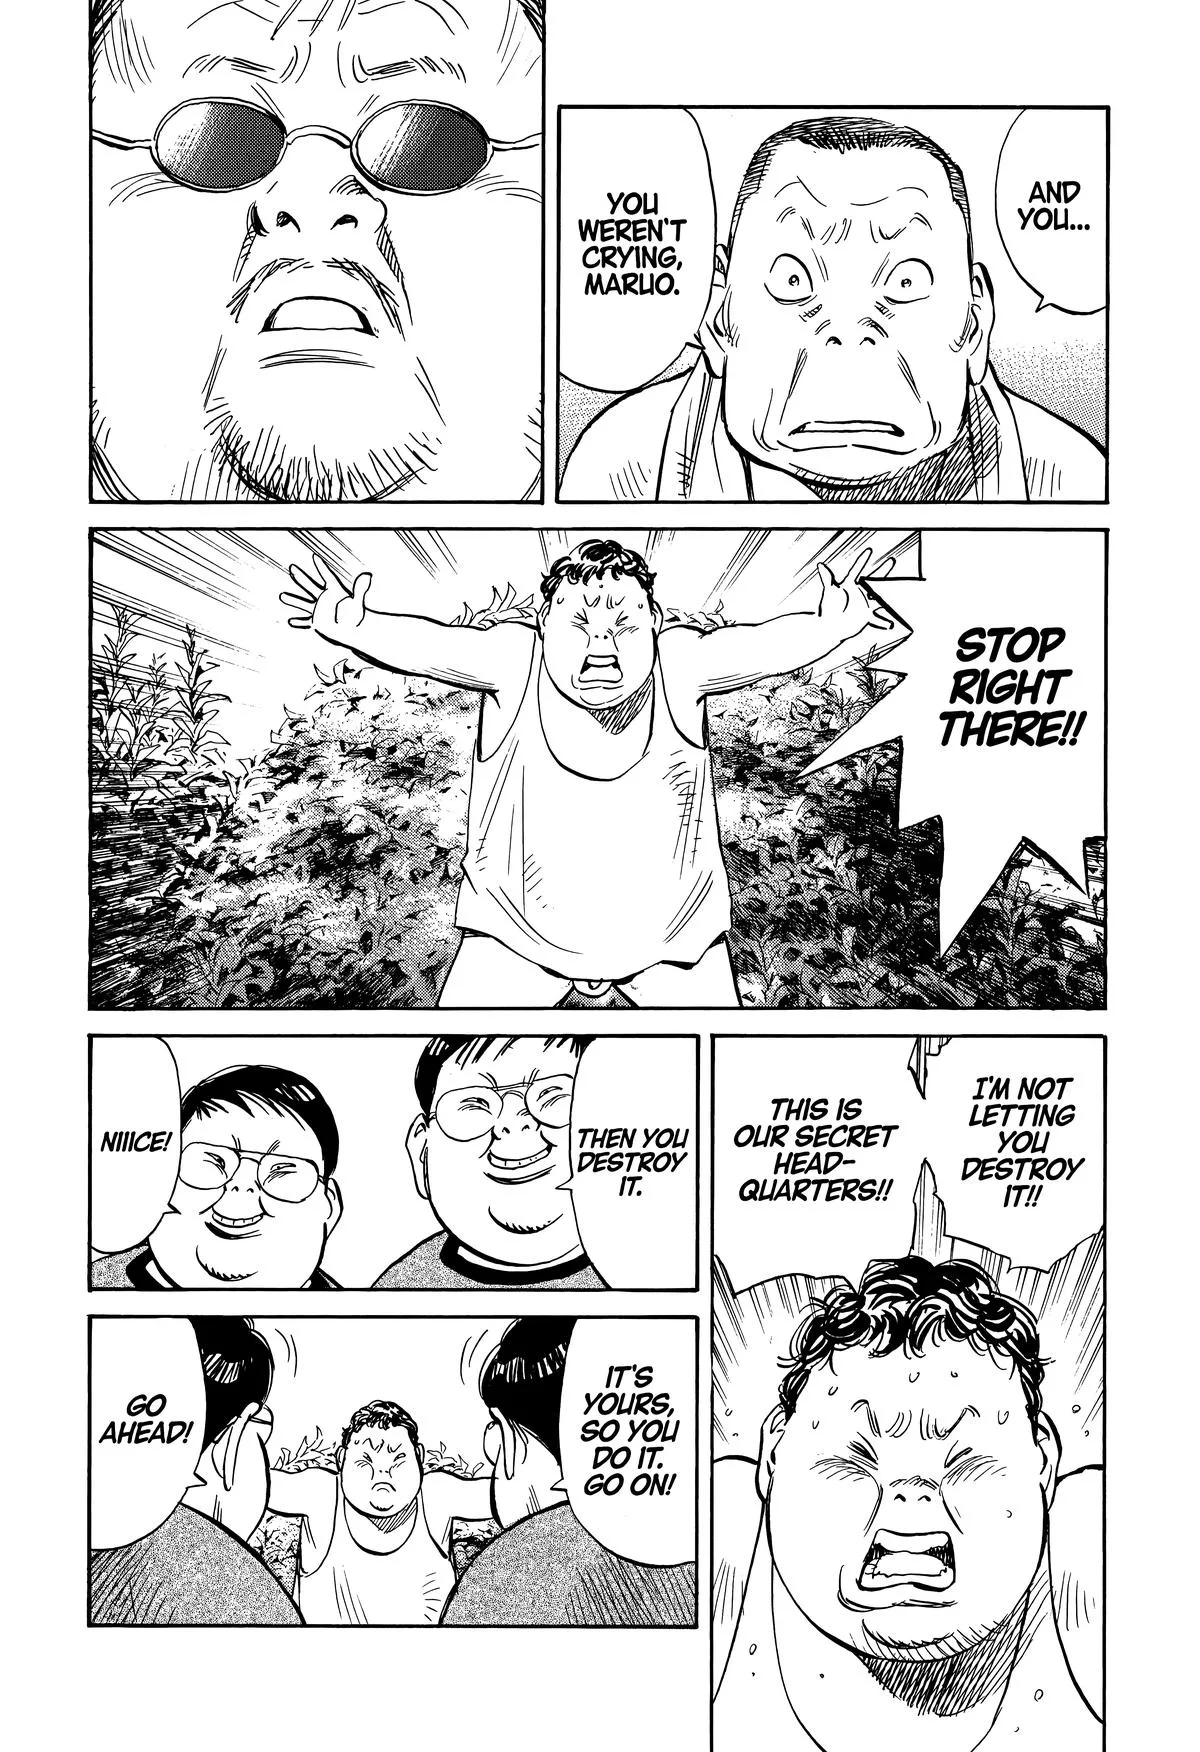 AND
YOU...
YOU
WEREN'T
CRYING,
MARUO.
STOP
RIGHT
THERE!!
I'M NOT
LETTING
YOU
DESTROY
IT!!
THIS IS
OUR SECRET
HEAD-
QUARTERS!!
THEN YOU
DESTROY
IT.
NIIICE!
IT'S
YOURS,
SO YOU
DO IT.
GO ON!
GO
AHEAD!